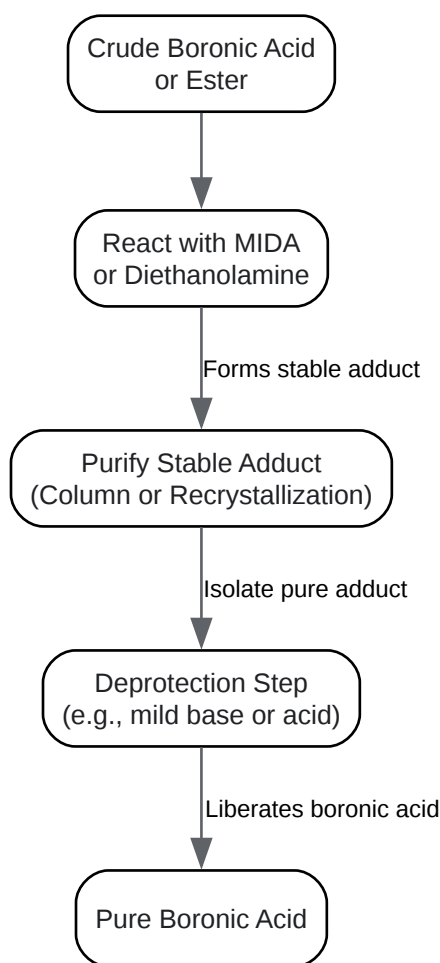 Crude Boronic Acid
or Ester
React with MIDA
or Diethanolamine
Forms stable adduct
Purify Stable Adduct
(Column or Recrystallization)
Isolate pure adduct
Deprotection Step
(e.g., mild base or acid)
Liberates boronic acid
Pure Boronic Acid